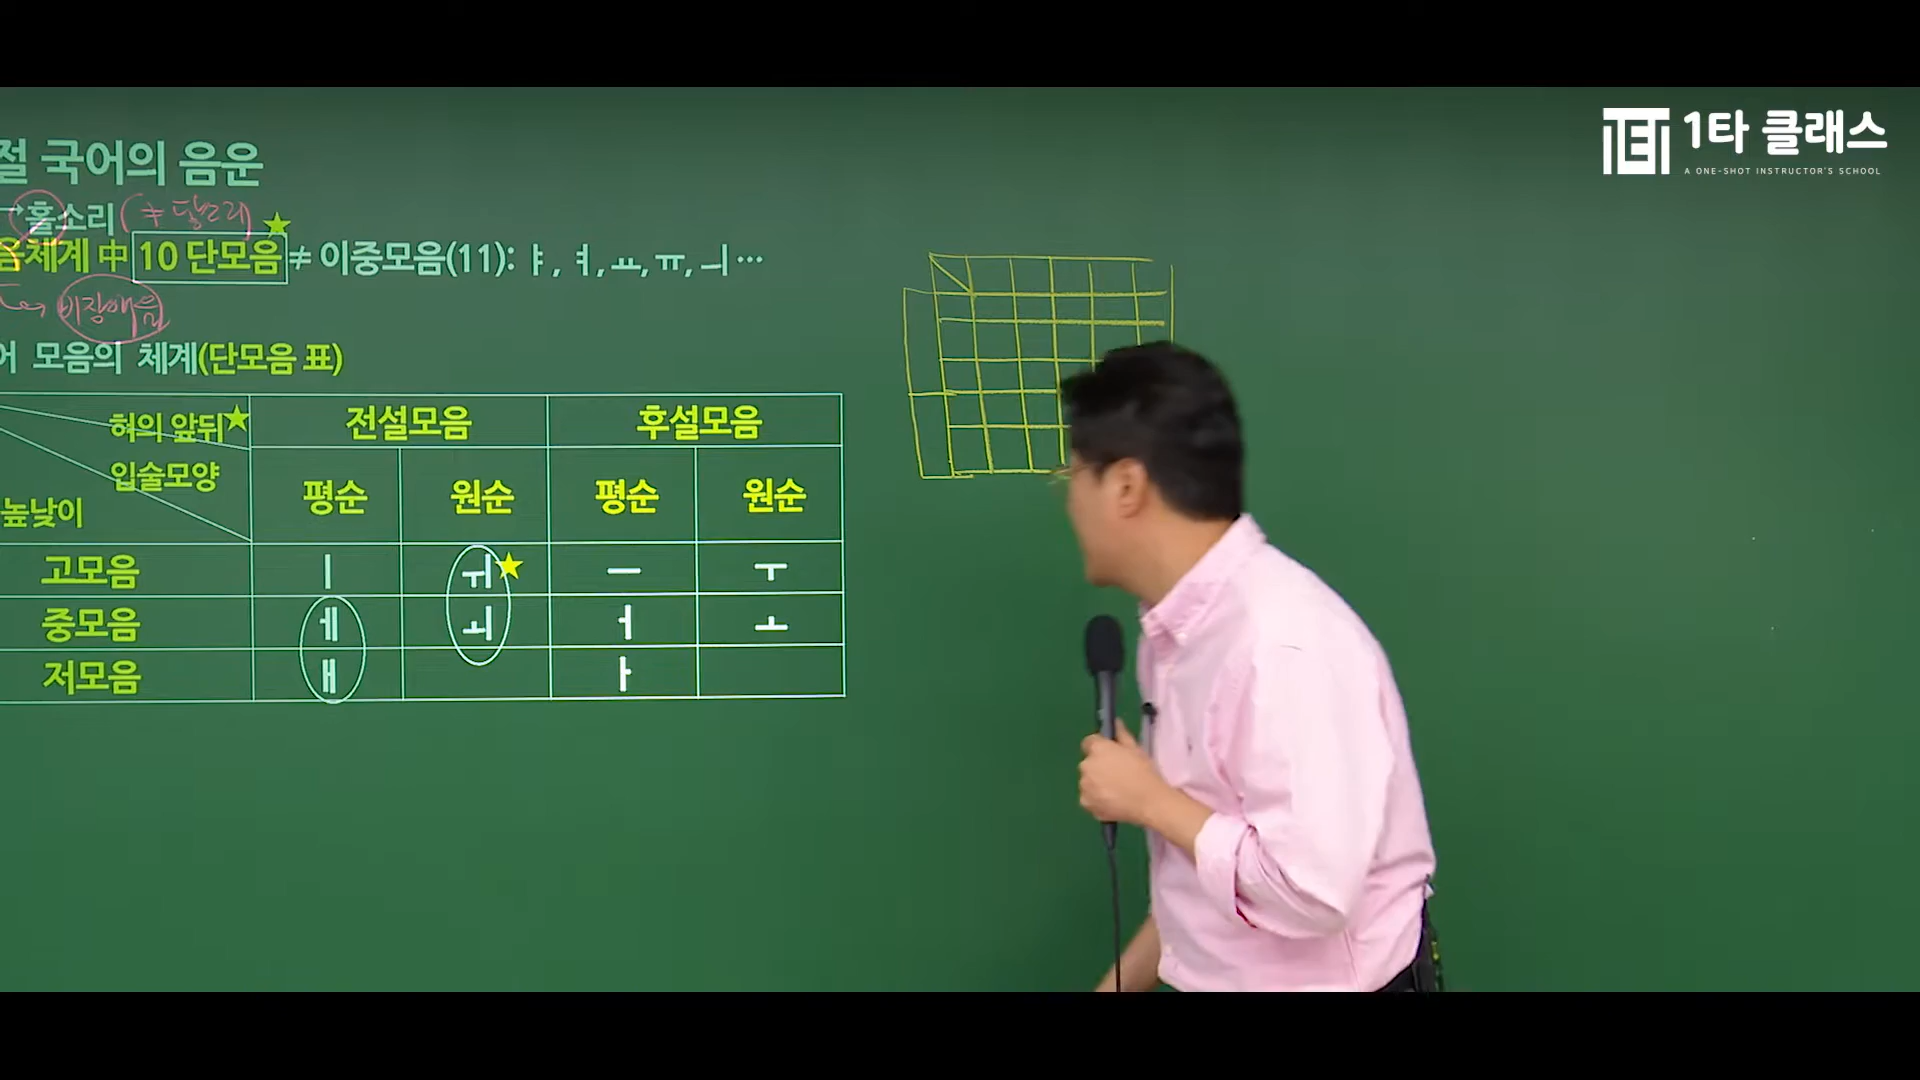 1타 클래스
A ONE-SHOT INSTRUCTOR'S SCHOOL
절 국어의 음운
→홀소리(≠닿소리)
음체계 中 10 단모음 ≠ 이중모음(11): ㅑ, ㅕ, ㅛ, ㅠ, ㅢ…
어 모음의 체계(단모음 표)
혀의 앞뒤 전설모음 후설모음
입술모양
높낮이 평순 원순 평순 원순
고모음 ㅣ ㅟ ㅡ ㅜ
중모음 ㅔ ㅚ ㅓ ㅗ
저모음 ㅐ ㅏ